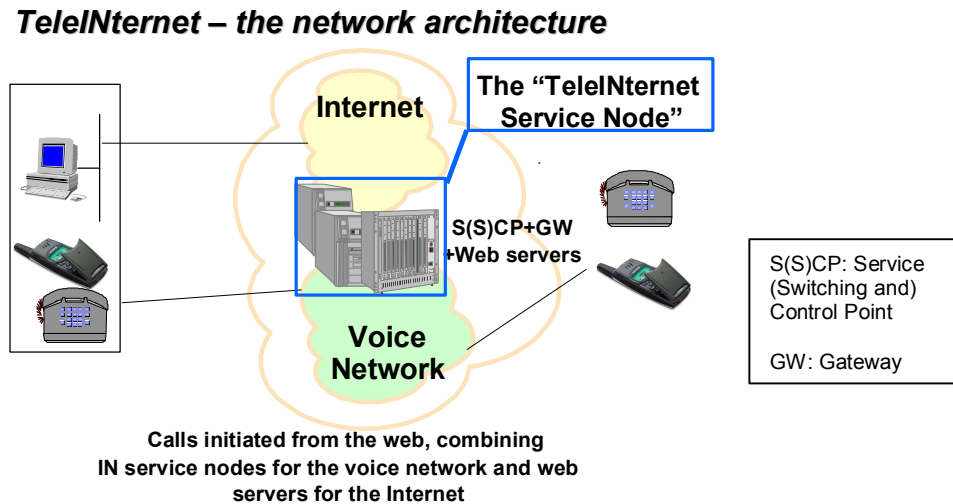 TeleINternet – the network architecture
Internet
The “TeleINternet
Service Node”
S(S)CP+GW
+Web servers
Voice
Network
S(S)CP: Service
(Switching and)
Control Point
GW: Gateway
Calls initiated from the web, combining
IN service nodes for the voice network and web
servers for the Internet